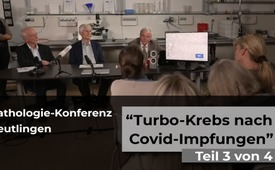 athologie-Konferenz
eutlingen
“Turbo-Krebs nach
Covid-Impfungen”
Teil 3 von 4